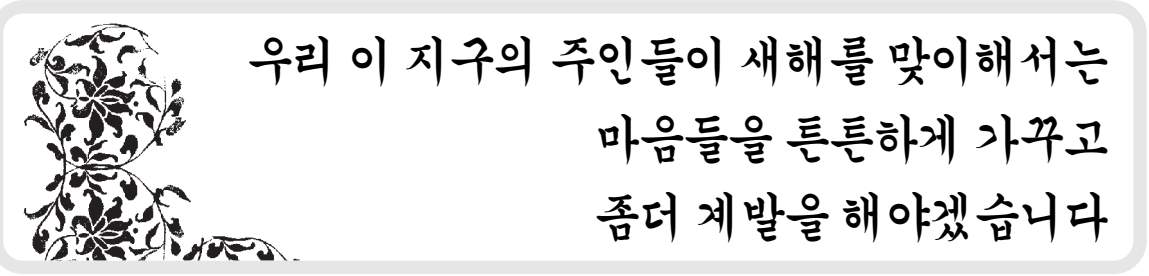 우리 이 지구의 주인들이 새해를 맞이해서는
마음들을 튼튼하게 가꾸고
좀더 계발을 해야겠습니다